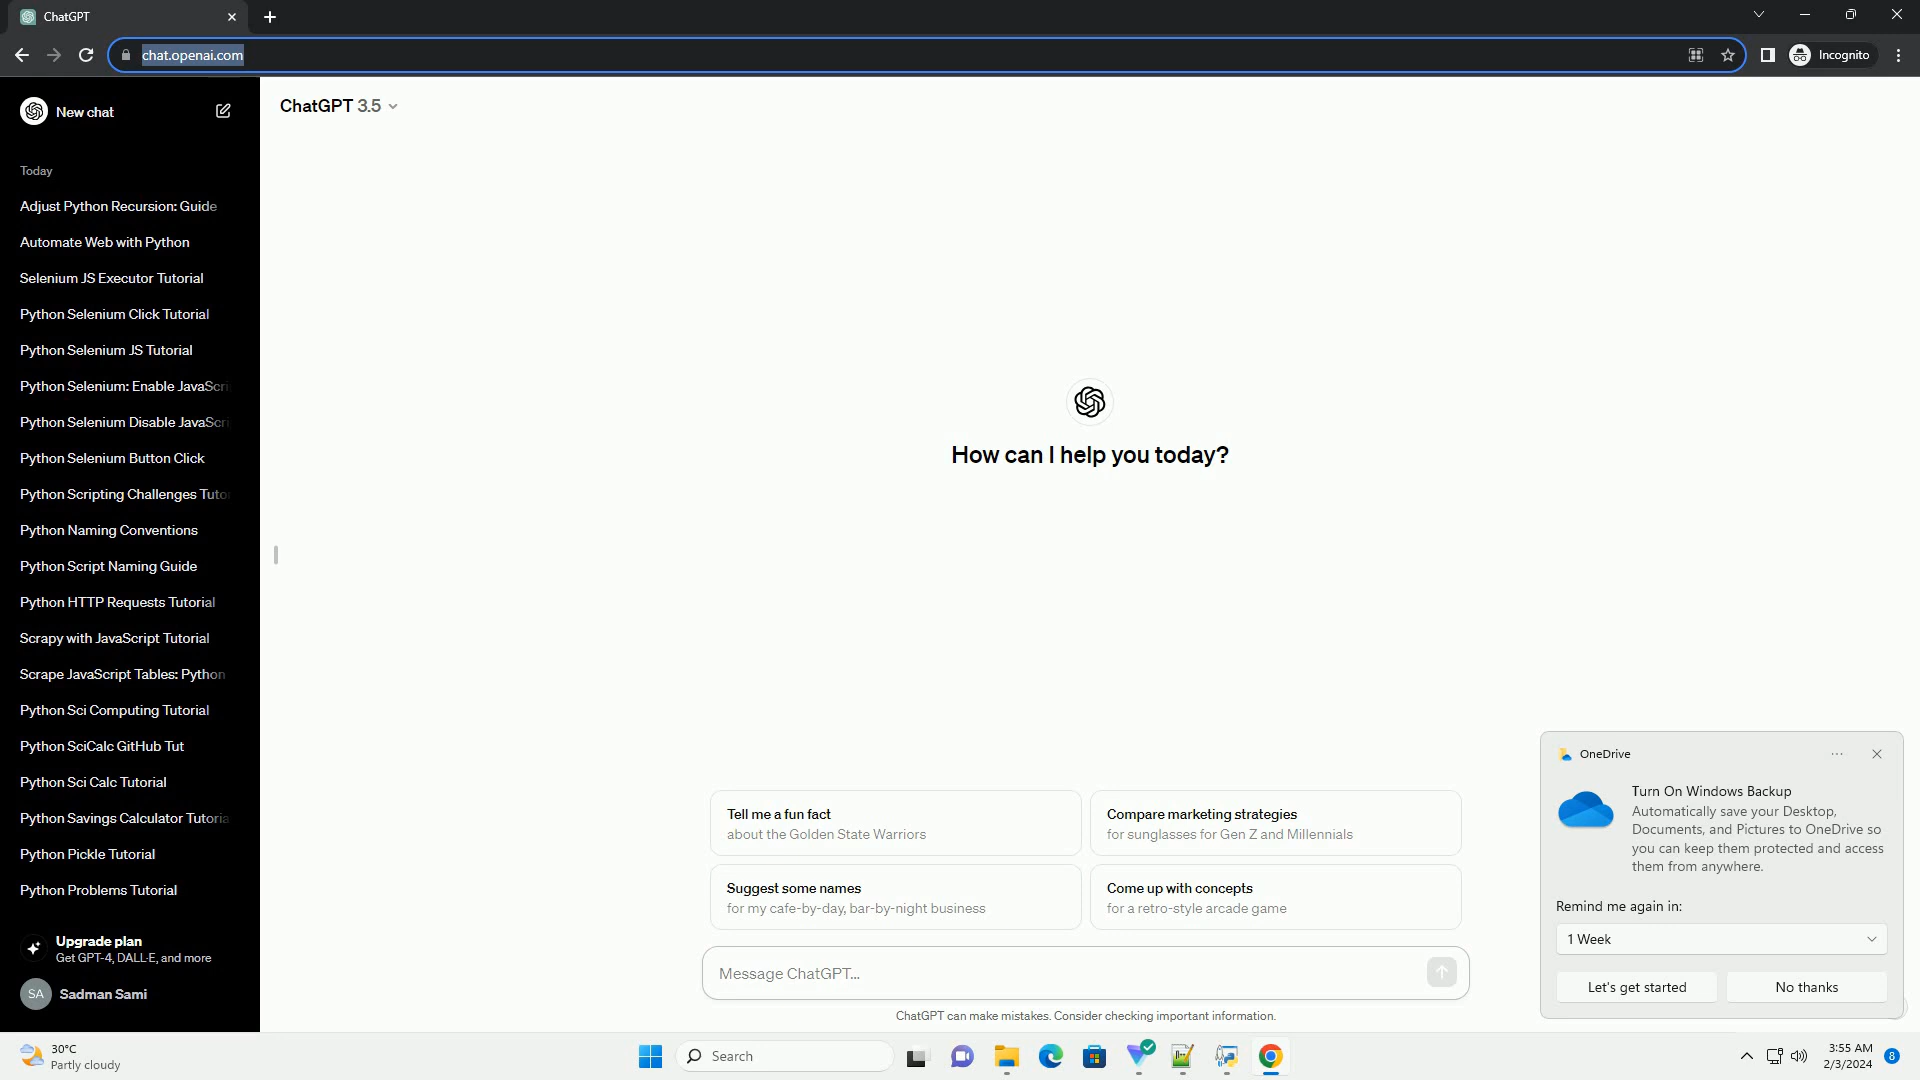 ChatGPT
chat.openai.com
Incognito
New chat
ChatGPT 3.5
Today
Adjust Python Recursion: Guide
Automate Web with Python
Selenium JS Executor Tutorial
Python Selenium Click Tutorial
Python Selenium JS Tutorial
Python Selenium: Enable JavaScri
Python Selenium Disable JavaScri
Python Selenium Button Click
Python Scripting Challenges Tuto
Python Naming Conventions
Python Script Naming Guide
Python HTTP Requests Tutorial
Scrapy with JavaScript Tutorial
Scrape JavaScript Tables: Python
Python Sci Computing Tutorial
Python SciCalc GitHub Tut
Python Sci Calc Tutorial
Python Savings Calculator Tutoria
Python Pickle Tutorial
Python Problems Tutorial
Upgrade plan
Get GPT-4, DALL·E, and more
SA
Sadman Sami
How can I help you today?
Tell me a fun fact
about the Golden State Warriors
Compare marketing strategies
for sunglasses for Gen Z and Millennials
Suggest some names
for my cafe-by-day, bar-by-night business
Come up with concepts
for a retro-style arcade game
Message ChatGPT...
ChatGPT can make mistakes. Consider checking important information.
OneDrive
Turn On Windows Backup
Automatically save your Desktop,
Documents, and Pictures to OneDrive so
you can keep them protected and access
them from anywhere.
Remind me again in:
1 Week
Let's get started
No thanks
30°C
Partly cloudy
Search
3:55 AM
2/3/2024
8